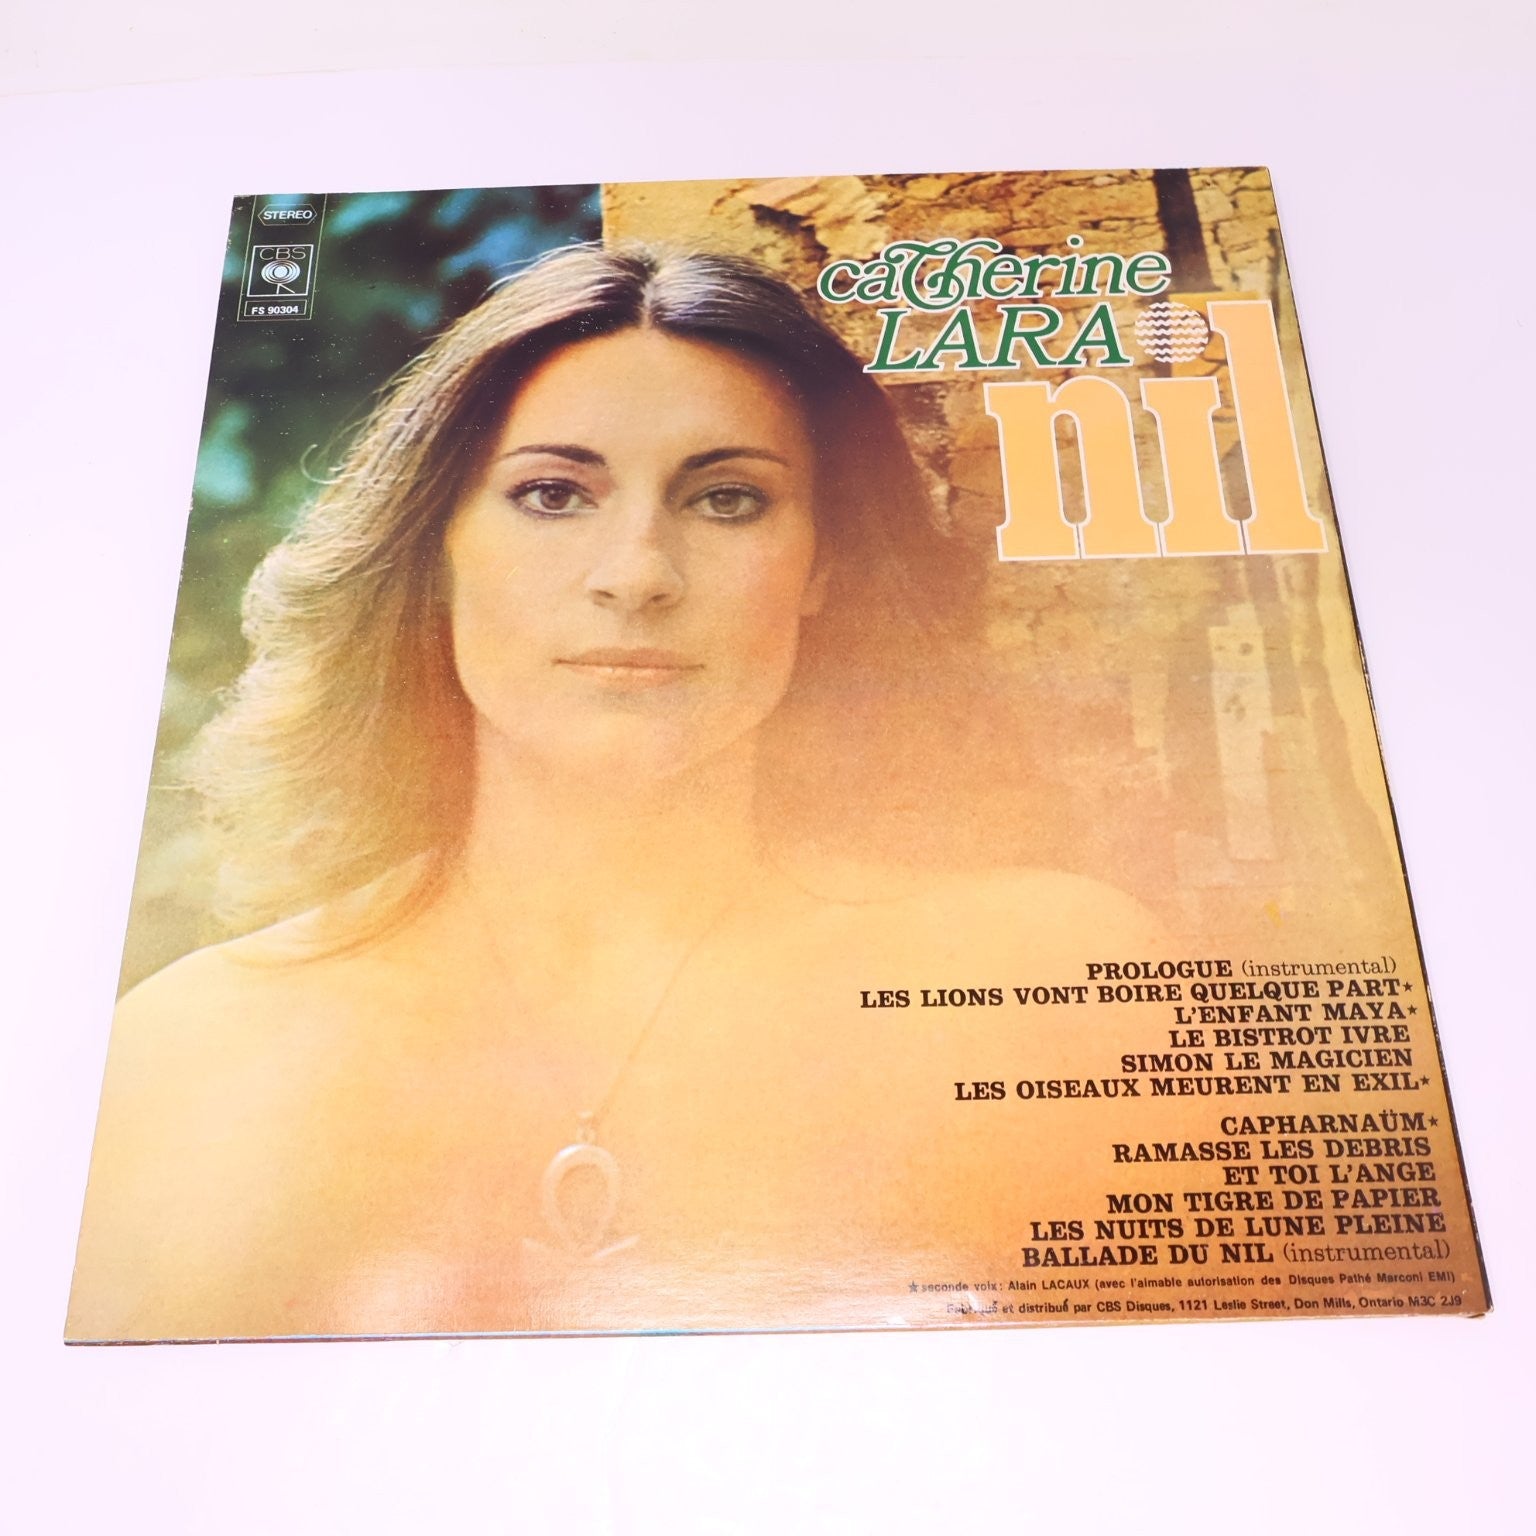 STEREO
CBS
FS 90304
caTherine
LARA
nil
PROLOGUE (instrumental)
LES LIONS VONT BOIRE QUELQUE PART★
L'ENFANT MAYA★
LE BISTROT IVRE
SIMON LE MAGICIEN
LES OISEAUX MEURENT EN EXIL★
CAPHARNAÜM★
RAMASSE LES DEBRIS
ET TOI L'ANGE
MON TIGRE DE PAPIER
LES NUITS DE LUNE PLEINE
BALLADE DU NIL (instrumental)
★seconde voix: Alain LACAUX (avec l'aimable autorisation des Disques Pathé Marconi EMI)
Fabriqué et distribué par CBS Disques, 1121 Leslie Street, Don Mills, Ontario M3C 2J9